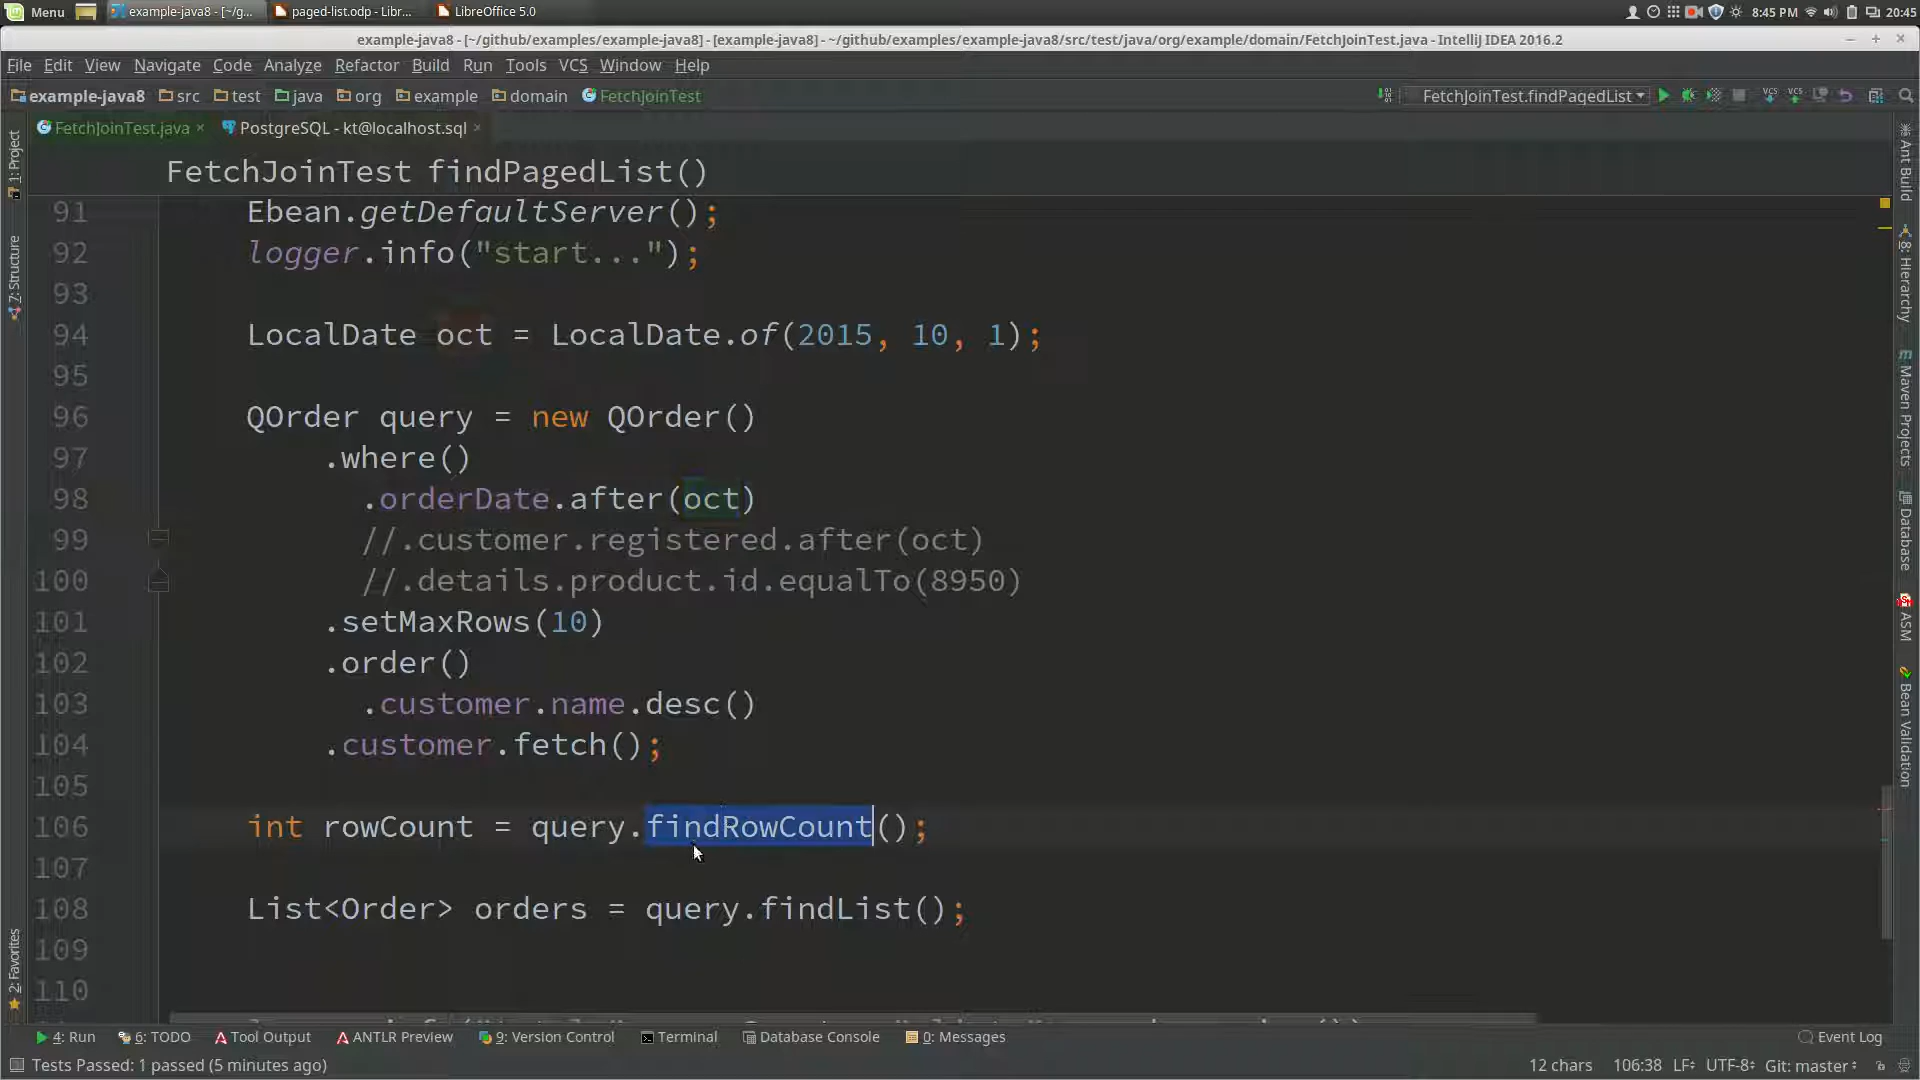 Menu example-java8 - [~/g... paged-list.odp - Libr... LibreOffice 5.0 8:45 PM 20:45
example-java8 - [~/github/examples/example-java8] - [example-java8] - ~/github/examples/example-java8/src/test/java/org/example/domain/FetchJoinTest.java - IntelliJ IDEA 2016.2
File Edit View Navigate Code Analyze Refactor Build Run Tools VCS Window Help
example-java8 src test java org example domain FetchJoinTest FetchJoinTest.findPagedList VCS VCS
FetchJoinTest.java × PostgreSQL - kt@localhost.sql ×
FetchJoinTest findPagedList()
91 Ebean.getDefaultServer();
92 logger.info("start...");
93
94 LocalDate oct = LocalDate.of(2015, 10, 1);
95
96 QOrder query = new QOrder()
97 .where()
98 .orderDate.after(oct)
99 //.customer.registered.after(oct)
100 //.details.product.id.equalTo(8950)
101 .setMaxRows(10)
102 .order()
103 .customer.name.desc()
104 .customer.fetch();
105
106 int rowCount = query.findRowCount();
107
108 List<Order> orders = query.findList();
109
110
1: Project
7: Structure
2: Favorites
Ant Build
8: Hierarchy
Maven Projects
Database
ASM
Bean Validation
4: Run 6: TODO Tool Output ANTLR Preview 9: Version Control Terminal Database Console 0: Messages Event Log
Tests Passed: 1 passed (5 minutes ago) 12 chars 106:38 LF UTF-8 Git: master